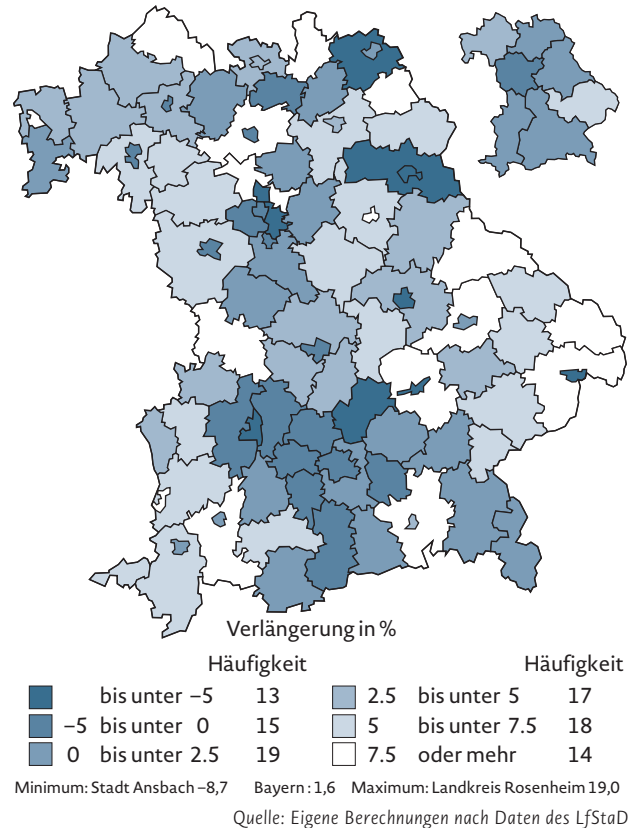 Verlängerung in %
Häufigkeit Häufigkeit
bis unter –5 13 2.5 bis unter 5 17
–5 bis unter 0 15 5 bis unter 7.5 18
0 bis unter 2.5 19 7.5 oder mehr 14
Minimum: Stadt Ansbach –8,7 Bayern: 1,6 Maximum: Landkreis Rosenheim 19,0
Quelle: Eigene Berechnungen nach Daten des LfStaD